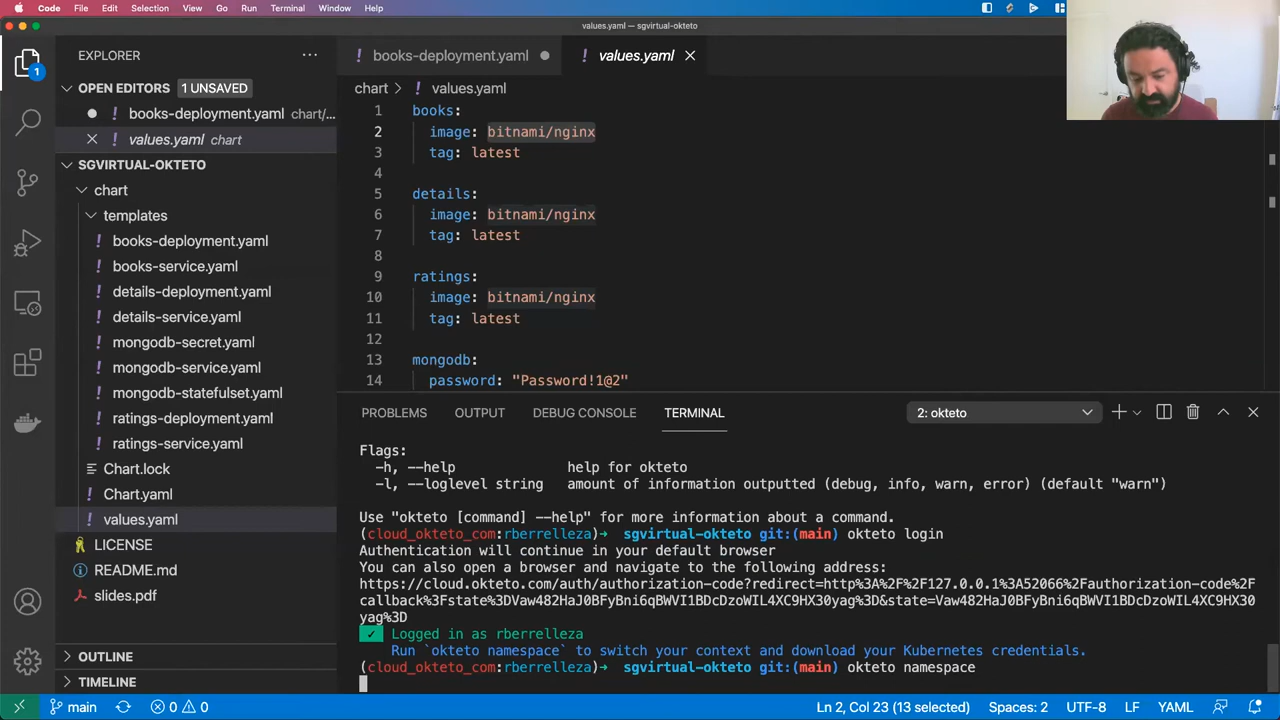 Code File Edit Selection View Go Run Terminal Window Help
values.yaml — sgvirtual-okteto
1
EXPLORER
OPEN EDITORS 1 UNSAVED
books-deployment.yaml chart/...
values.yaml chart
SGVIRTUAL-OKTETO
chart
templates
books-deployment.yaml
books-service.yaml
details-deployment.yaml
details-service.yaml
mongodb-secret.yaml
mongodb-service.yaml
mongodb-statefulset.yaml
ratings-deployment.yaml
ratings-service.yaml
Chart.lock
Chart.yaml
values.yaml
LICENSE
README.md
slides.pdf
OUTLINE
TIMELINE
books-deployment.yaml values.yaml
chart > values.yaml
1 books:
2 image: bitnami/nginx
3 tag: latest
4
5 details:
6 image: bitnami/nginx
7 tag: latest
8
9 ratings:
10 image: bitnami/nginx
11 tag: latest
12
13 mongodb:
14 password: "Password!1@2"
PROBLEMS OUTPUT DEBUG CONSOLE TERMINAL 2: okteto
Flags:
-h, --help help for okteto
-l, --loglevel string amount of information outputted (debug, info, warn, error) (default "warn")
Use "okteto [command] --help" for more information about a command.
(cloud_okteto_com:rberrelleza)→ sgvirtual-okteto git:(main) okteto login
Authentication will continue in your default browser
You can also open a browser and navigate to the following address:
https://cloud.okteto.com/auth/authorization-code?redirect=http%3A%2F%2F127.0.0.1%3A52066%2Fauthorization-code%2F
callback%3Fstate%3DVaw482HaJ0BFyBni6qBWVI1BDcDzoWIL4XC9HX30yag%3D&state=Vaw482HaJ0BFyBni6qBWVI1BDcDzoWIL4XC9HX30
yag%3D
✓ Logged in as rberrelleza
Run `okteto namespace` to switch your context and download your Kubernetes credentials.
(cloud_okteto_com:rberrelleza)→ sgvirtual-okteto git:(main) okteto namespace
main 0 0 Ln 2, Col 23 (13 selected) Spaces: 2 UTF-8 LF YAML